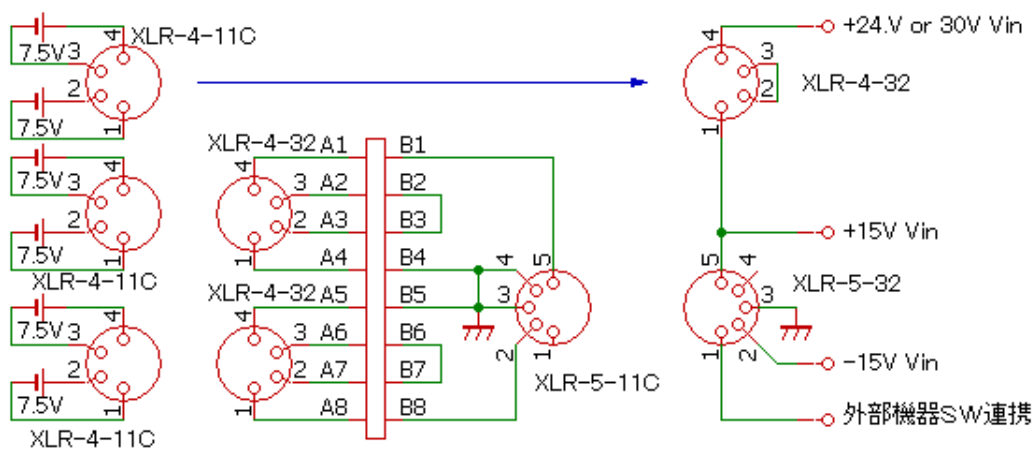 4
XLR-4-11C
7.5V
3
2
7.5V
1
4
7.5V
3
2
7.5V
1
XLR-4-11C
4
7.5V
3
2
7.5V
1
XLR-4-11C
XLR-4-32
4
3
2
1
A1
A2
A3
A4
XLR-4-32
4
3
2
1
A5
A6
A7
A8
B1
B2
B3
B4
B5
B6
B7
B8
4
5
3
2
1
XLR-5-11C
4
+24.V or 30V Vin
3
2
XLR-4-32
1
+15V Vin
5
4
XLR-5-32
3
1
2
-15V Vin
外部機器SW連携